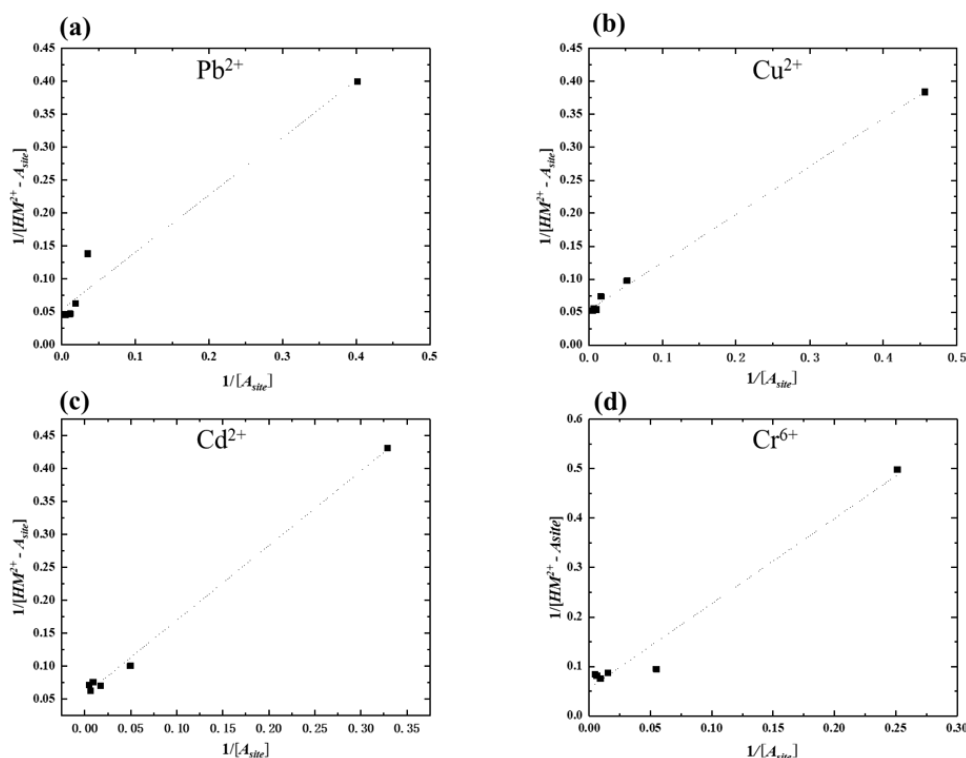 (a)
Pb2+
0.45
0.40
0.35
0.30
0.25
0.20
0.15
0.10
0.05
0.00
0.0 0.1 0.2 0.3 0.4 0.5
1/[HM2+ - Asite]
1/[Asite]
(b)
Cu2+
0.45
0.40
0.35
0.30
0.25
0.20
0.15
0.10
0.05
0.00
0.0 0.1 0.2 0.3 0.4 0.5
1/[HM2+ - Asite]
1/[Asite]
(c)
Cd2+
0.45
0.40
0.35
0.30
0.25
0.20
0.15
0.10
0.05
0.00 0.05 0.10 0.15 0.20 0.25 0.30 0.35
1/[HM2+ - Asite]
1/[Asite]
(d)
Cr6+
0.6
0.5
0.4
0.3
0.2
0.1
0.0
0.00 0.05 0.10 0.15 0.20 0.25 0.30
1/[HM2+ - Asite]
1/[Asite]